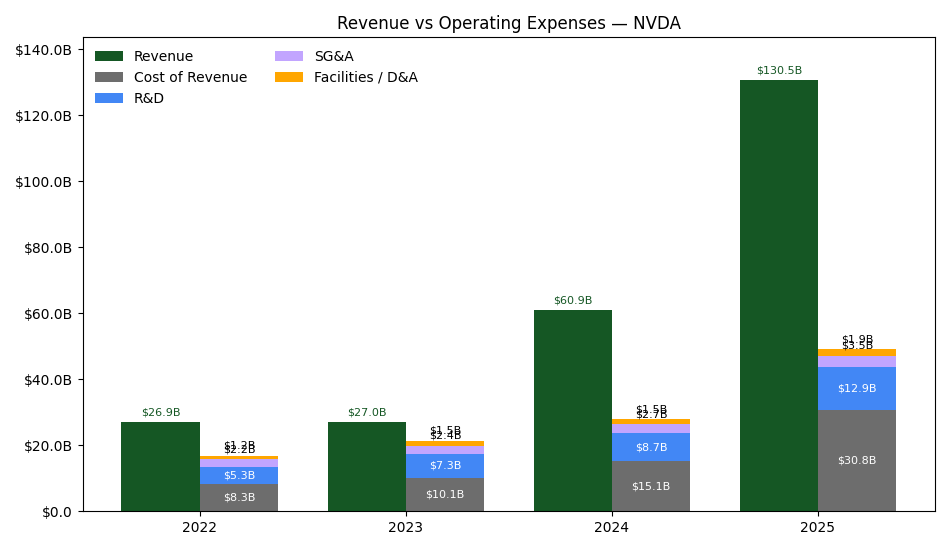 Revenue vs Operating Expenses — NVDA
$140.0B
$120.0B
$100.0B
$80.0B
$60.0B
$40.0B
$20.0B
$0.0
Revenue
Cost of Revenue
R&D
SG&A
Facilities / D&A
$26.9B
$1.2B
$2.2B
$5.3B
$8.3B
$27.0B
$1.5B
$2.4B
$7.3B
$10.1B
$60.9B
$1.5B
$2.7B
$8.7B
$15.1B
$130.5B
$1.9B
$3.5B
$12.9B
$30.8B
2022
2023
2024
2025